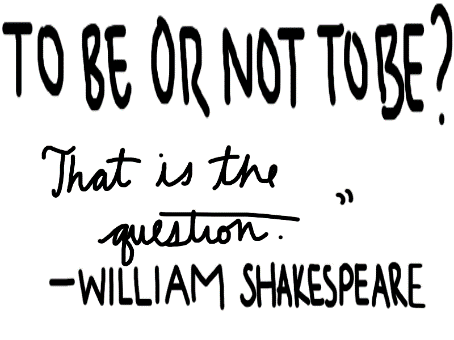 TO BE OR NOT TO BE?
That is the
question. ”
-WILLIAM SHAKESPEARE